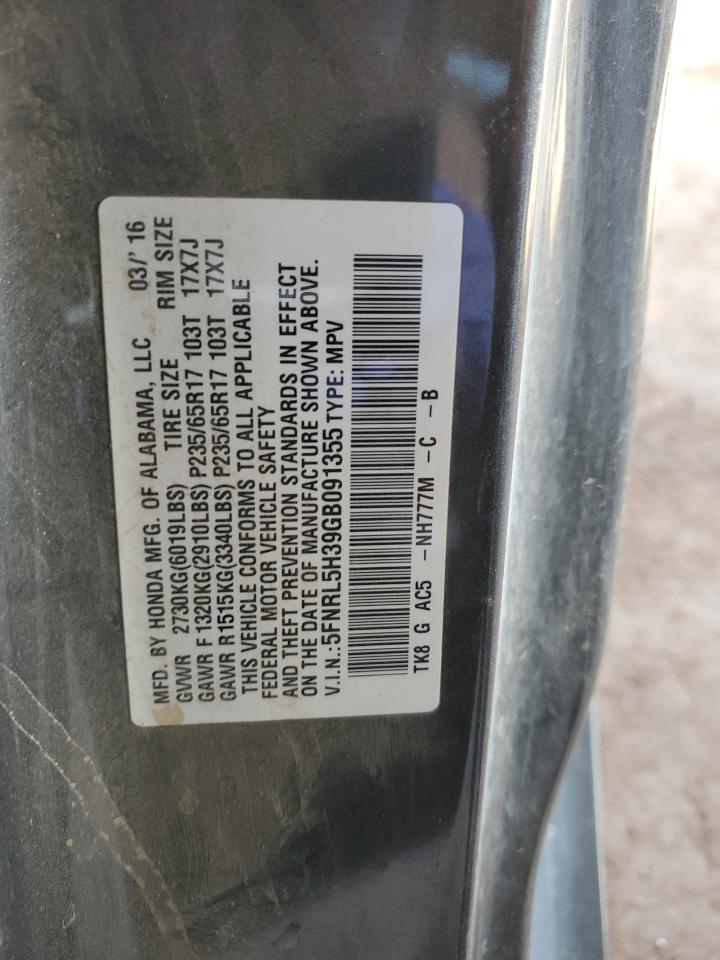 MFD. BY HONDA MFG. OF ALABAMA, LLC 03/' 16
GVWR 2730KG(6019LBS) TIRE SIZE RIM SIZE
GAWR F 1320KG(2910LBS) P235/65R17 103T 17X7J
GAWR R1515KG(3340LBS) P235/65R17 103T 17X7J
THIS VEHICLE CONFORMS TO ALL APPLICABLE
FEDERAL MOTOR VEHICLE SAFETY
AND THEFT PREVENTION STANDARDS IN EFFECT
ON THE DATE OF MANUFACTURE SHOWN ABOVE.
V.I.N.:5FNRL5H39GB091355 TYPE: MPV
TK8 G AC5 -NH777M -C -B